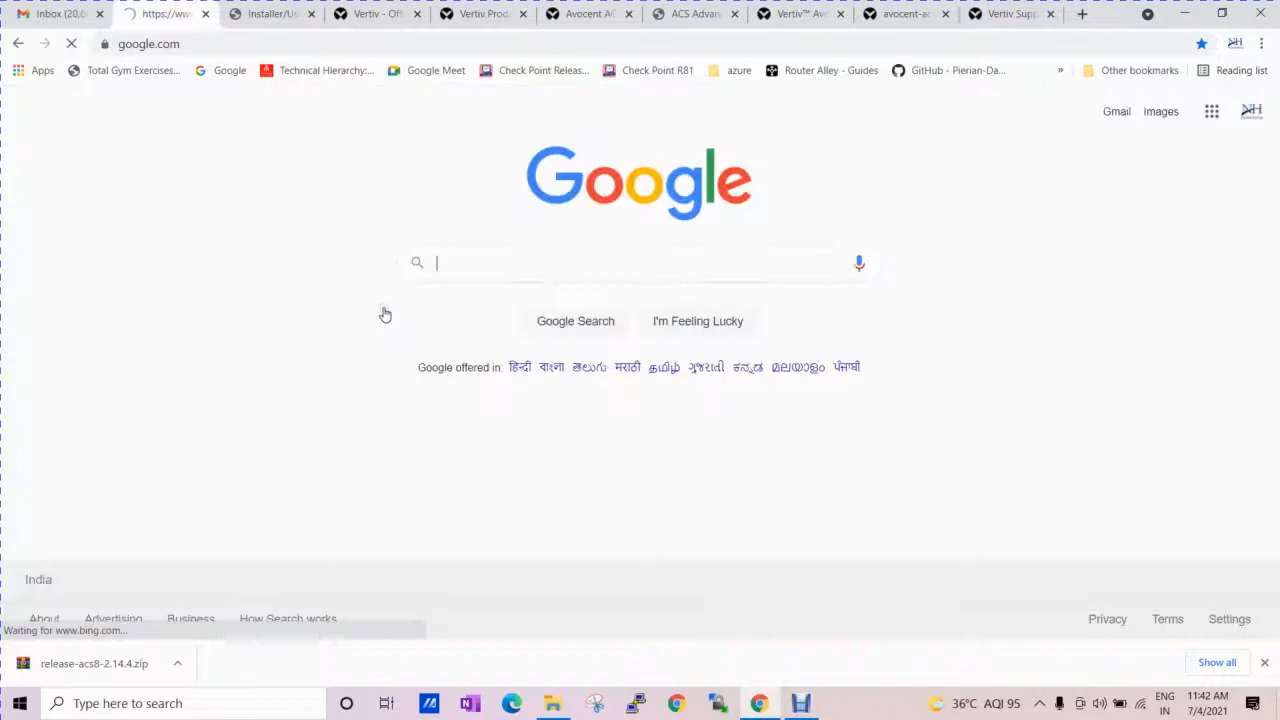 Inbox (20,6
https://ww
Installer/Us
Vertiv - Off
Vertiv Prod
Avocent AC
ACS Advan
Vertiv™ Av
avocent-ac
Vertiv Supp
google.com
Apps
Total Gym Exercises...
Google
Technical Hierarchy:...
Google Meet
Check Point Releas...
Check Point R81
azure
Router Alley - Guides
GitHub - Pierian-Da...
»
Other bookmarks
Reading list
Gmail Images
Google
Google Search
I'm Feeling Lucky
Google offered in: हिन्दी বাংলা తెలుగు मराठी தமிழ் ગુજરાતી ಕನ್ನಡ മലയാളം ਪੰਜਾਬੀ
India
About Advertising Business How Search works
Privacy Terms Settings
Waiting for www.bing.com...
release-acs8-2.14.4.zip
Show all
Type here to search
36°C AQI 95
ENG
IN
11:42 AM
7/4/2021